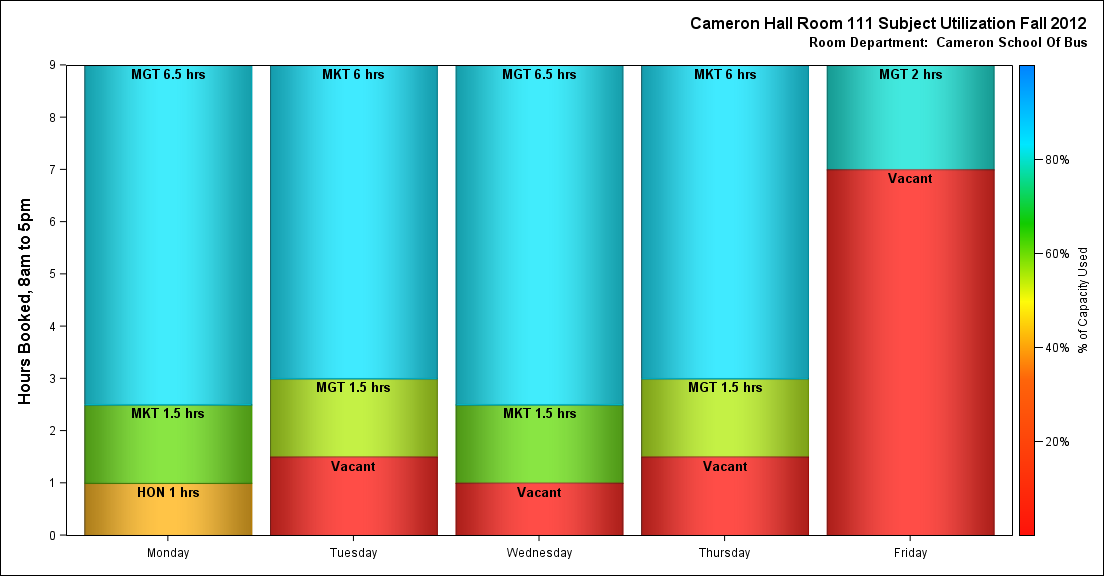 Cameron Hall Room 111 Subject Utilization Fall 2012
Room Department:  Cameron School Of Bus
Hours Booked, 8am to 5pm
9
8
7
6
5
4
3
2
1
0
MGT 6.5 hrs
MKT 1.5 hrs
HON 1 hrs
MKT 6 hrs
MGT 1.5 hrs
Vacant
MGT 6.5 hrs
MKT 1.5 hrs
Vacant
MKT 6 hrs
MGT 1.5 hrs
Vacant
MGT 2 hrs
Vacant
Monday
Tuesday
Wednesday
Thursday
Friday
80%
60%
40%
20%
% of Capacity Used